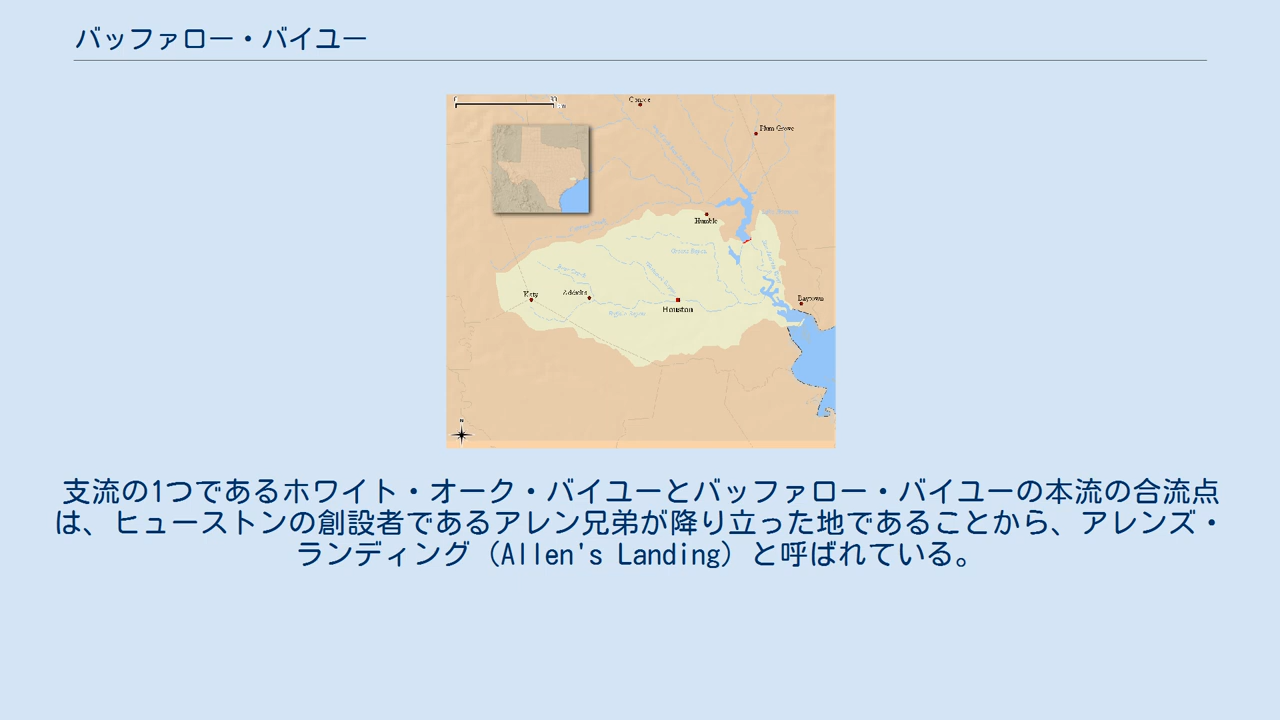 バッファロー・バイユー
Conroe
Plum Grove
Humble
Katy
Addicks
Houston
Baytown
N
支流の1つであるホワイト・オーク・バイユーとバッファロー・バイユーの本流の合流点
は、ヒューストンの創設者であるアレン兄弟が降り立った地であることから、アレンズ・
ランディング（Allen's Landing）と呼ばれている。